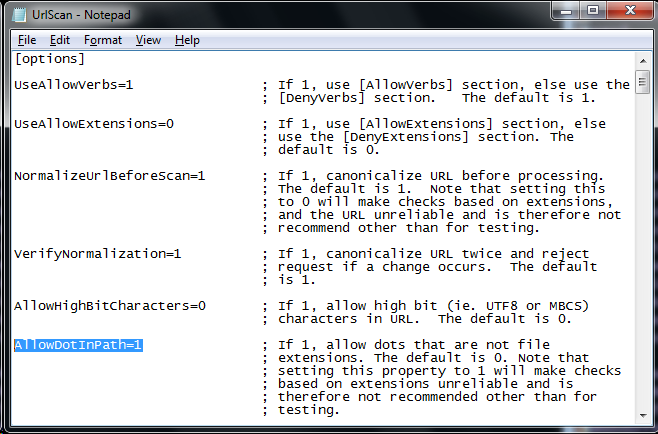 UrlScan - Notepad
File Edit Format View Help
[options]
UseAllowVerbs=1 ; If 1, use [AllowVerbs] section, else use the
; [DenyVerbs] section. The default is 1.
UseAllowExtensions=0 ; If 1, use [AllowExtensions] section, else
; use the [DenyExtensions] section. The
; default is 0.
NormalizeUrlBeforeScan=1 ; If 1, canonicalize URL before processing.
; The default is 1. Note that setting this
; to 0 will make checks based on extensions,
; and the URL unreliable and is therefore not
; recommend other than for testing.
VerifyNormalization=1 ; If 1, canonicalize URL twice and reject
; request if a change occurs. The default
; is 1.
AllowHighBitCharacters=0 ; If 1, allow high bit (ie. UTF8 or MBCS)
; characters in URL. The default is 0.
AllowDotInPath=1 ; If 1, allow dots that are not file
; extensions. The default is 0. Note that
; setting this property to 1 will make checks
; based on extensions unreliable and is
; therefore not recommended other than for
; testing.